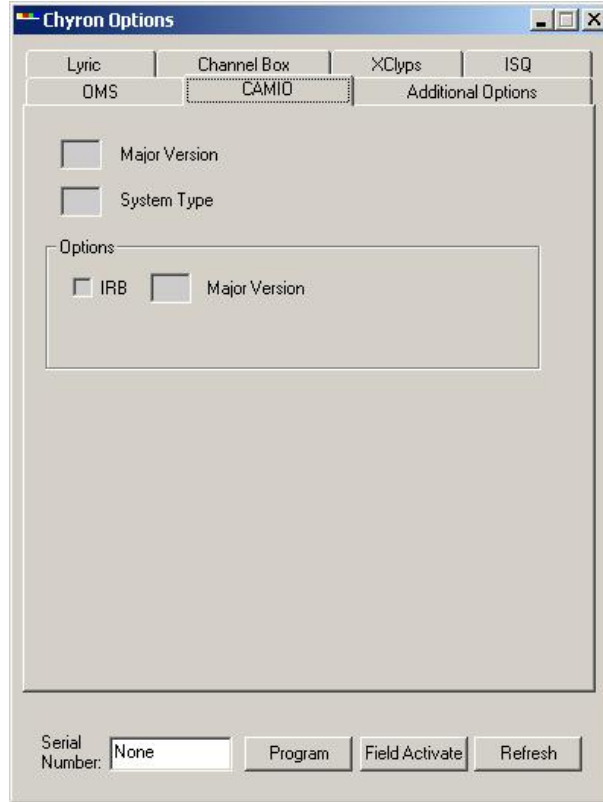 Chyron Options
Lyric Channel Box XClyps ISQ
OMS CAMIO Additional Options
Major Version
System Type
Options
IRB Major Version
Serial Number: None Program Field Activate Refresh